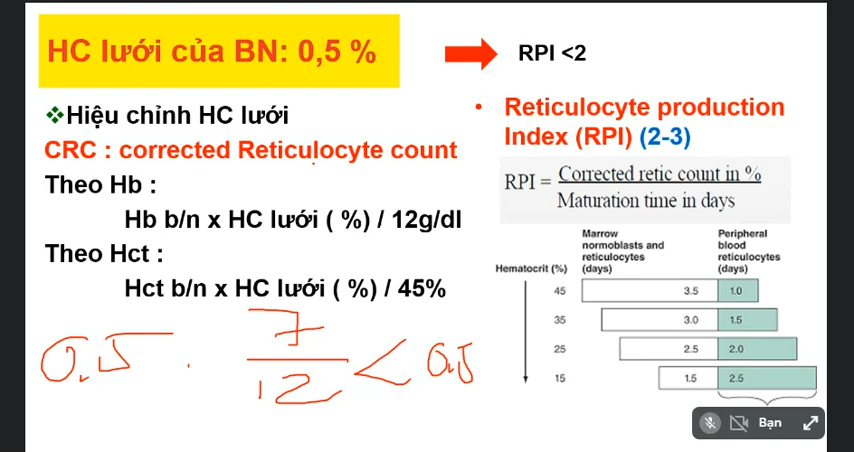 HC lưới của BN: 0,5 %
RPI <2
❖Hiệu chỉnh HC lưới
CRC : corrected Reticulocyte count
Theo Hb :
Hb b/n x HC lưới ( %) / 12g/dl
Theo Hct :
Hct b/n x HC lưới ( %) / 45%
0.5 . 7
12 < 0.5
• Reticulocyte production
Index (RPI) (2-3)
RPI = Corrected retic count in %
Maturation time in days
Hematocrit (%)
Marrow
normoblasts and
reticulocytes
(days)
Peripheral
blood
reticulocytes
(days)
45 3.5 1.0
35 3.0 1.5
25 2.5 2.0
15 1.5 2.5
Bạn